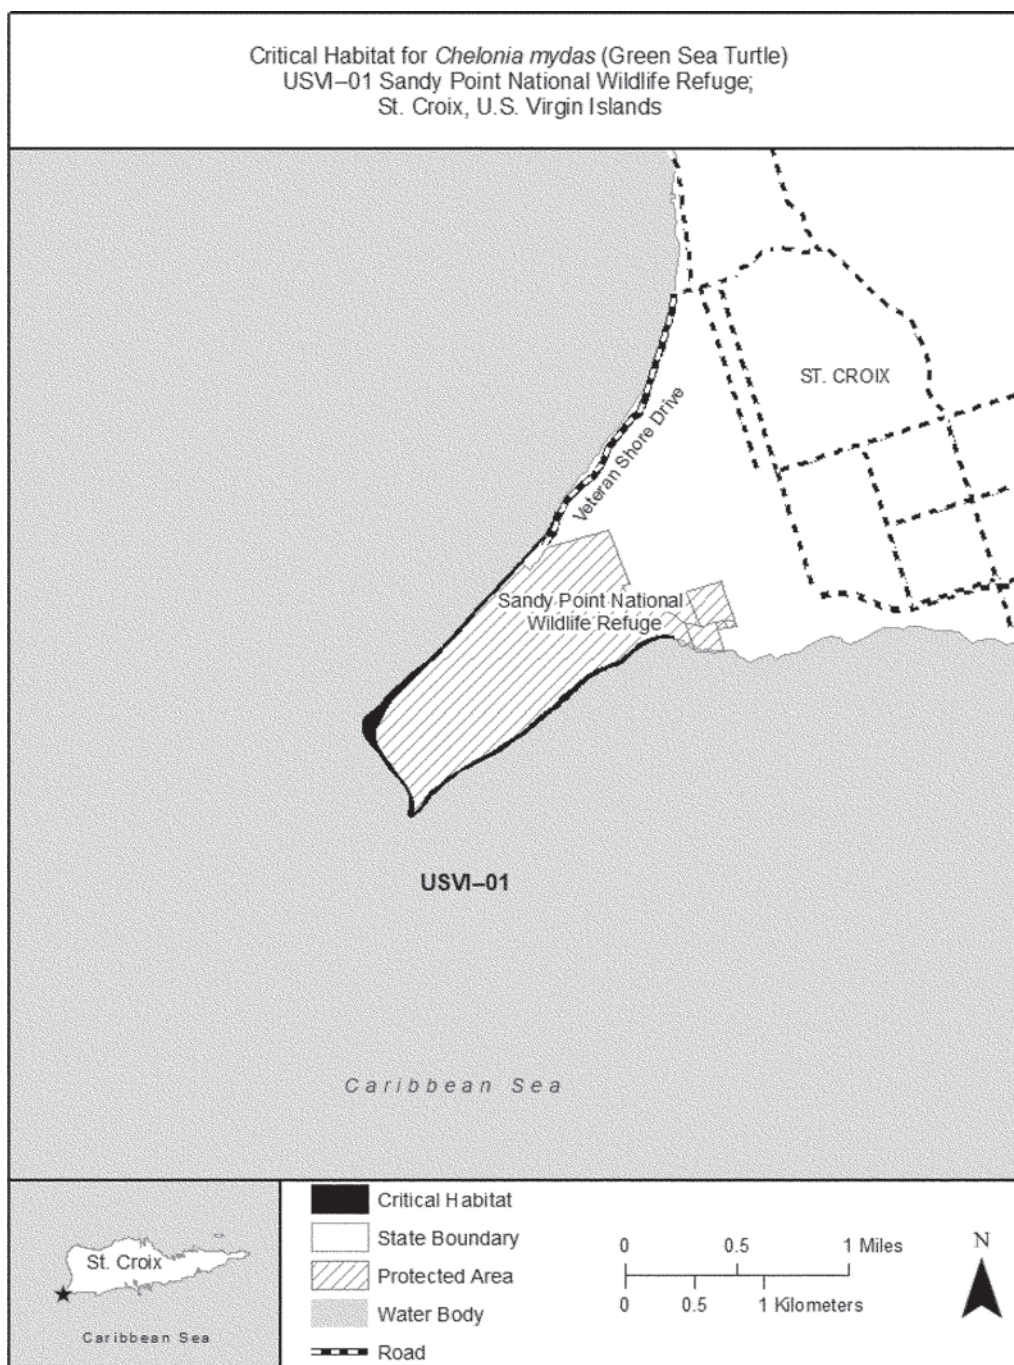 Critical Habitat for Chelonia mydas (Green Sea Turtle)
USVI–01 Sandy Point National Wildlife Refuge;
St. Croix, U.S. Virgin Islands
ST. CROIX
Veteran Shore Drive
Sandy Point National
Wildlife Refuge
USVI–01
Caribbean Sea
St. Croix
Caribbean Sea
Critical Habitat
State Boundary
Protected Area
Water Body
Road
0 0.5 1 Miles
0 0.5 1 Kilometers
N